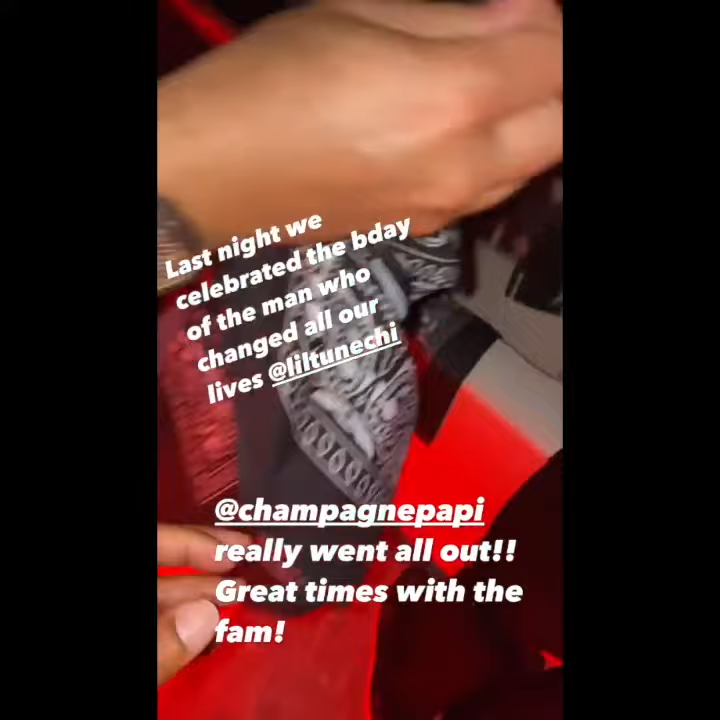 Last night we
celebrated the bday
of the man who
changed all our
lives @liltunechi
@champagnepapi
really went all out!!
Great times with the
fam!